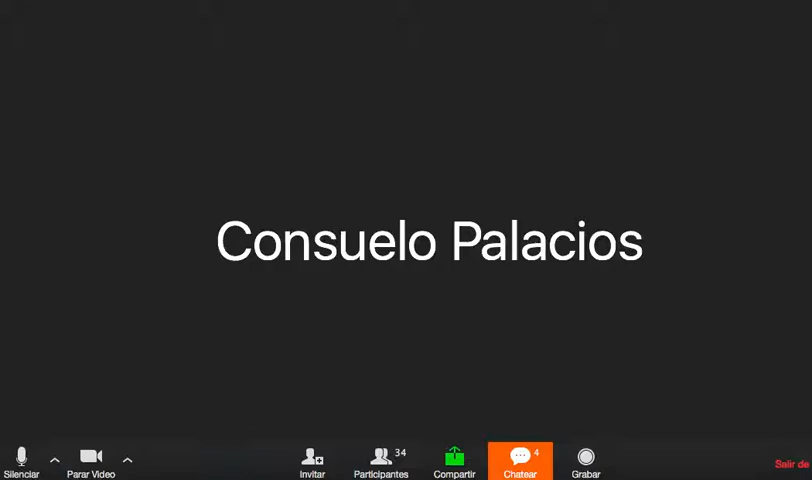 Consuelo Palacios
34
4
Silenciar
Parar Video
Invitar
Participantes
Compartir
Chatear
Grabar
Salir de